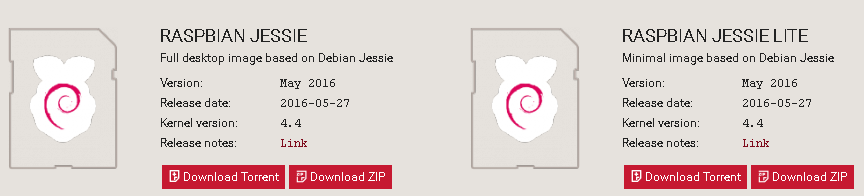 RASPBIAN JESSIE
Full desktop image based on Debian Jessie
Version: May 2016
Release date: 2016-05-27
Kernel version: 4.4
Release notes: Link
Download Torrent Download ZIP
RASPBIAN JESSIE LITE
Minimal image based on Debian Jessie
Version: May 2016
Release date: 2016-05-27
Kernel version: 4.4
Release notes: Link
Download Torrent Download ZIP